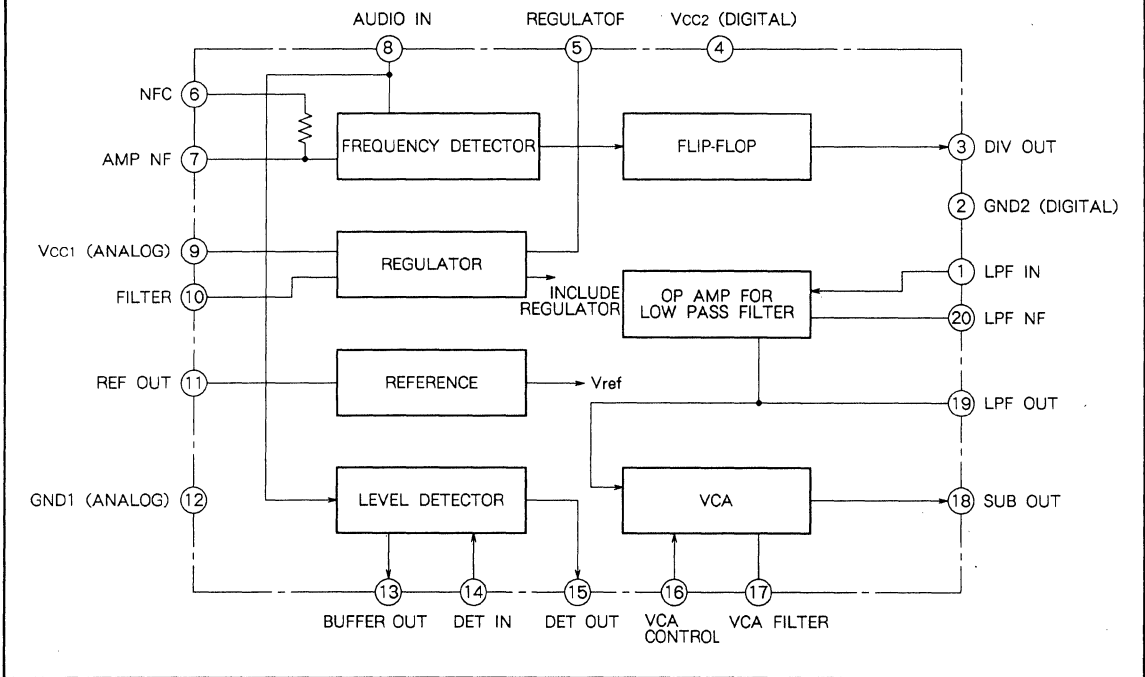 AUDIO IN
REGULATOF
Vcc2 (DIGITAL)
8
5
4
NFC
6
AMP NF
7
FREQUENCY DETECTOR
FLIP-FLOP
3
DIV OUT
2
GND2 (DIGITAL)
Vcc1 (ANALOG)
9
REGULATOR
1
LPF IN
FILTER
10
INCLUDE
REGULATOR
OP AMP FOR
LOW PASS FILTER
20
LPF NF
REF OUT
11
REFERENCE
Vref
19
LPF OUT
GND1 (ANALOG)
12
LEVEL DETECTOR
VCA
18
SUB OUT
13
14
15
16
17
BUFFER OUT
DET IN
DET OUT
VCA
CONTROL
VCA FILTER